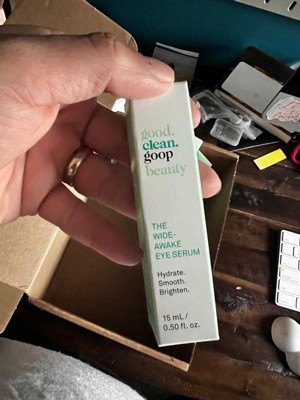 good.
clean.
goop
beauty
THE
WIDE-
AWAKE
EYE SERUM
Hydrate.
Smooth.
Brighten.
15 mL /
0.50 fl. oz.